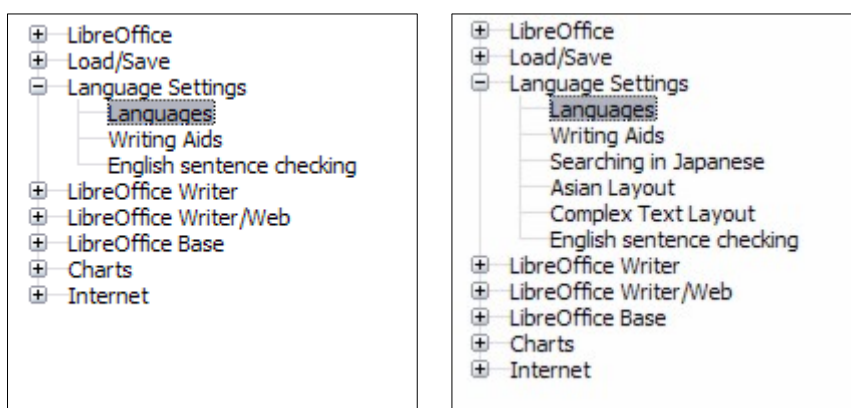 LibreOffice
Load/Save
Language Settings
Languages
Writing Aids
English sentence checking
LibreOffice Writer
LibreOffice Writer/Web
LibreOffice Base
Charts
Internet
LibreOffice
Load/Save
Language Settings
Languages
Writing Aids
Searching in Japanese
Asian Layout
Complex Text Layout
English sentence checking
LibreOffice Writer
LibreOffice Writer/Web
LibreOffice Base
Charts
Internet